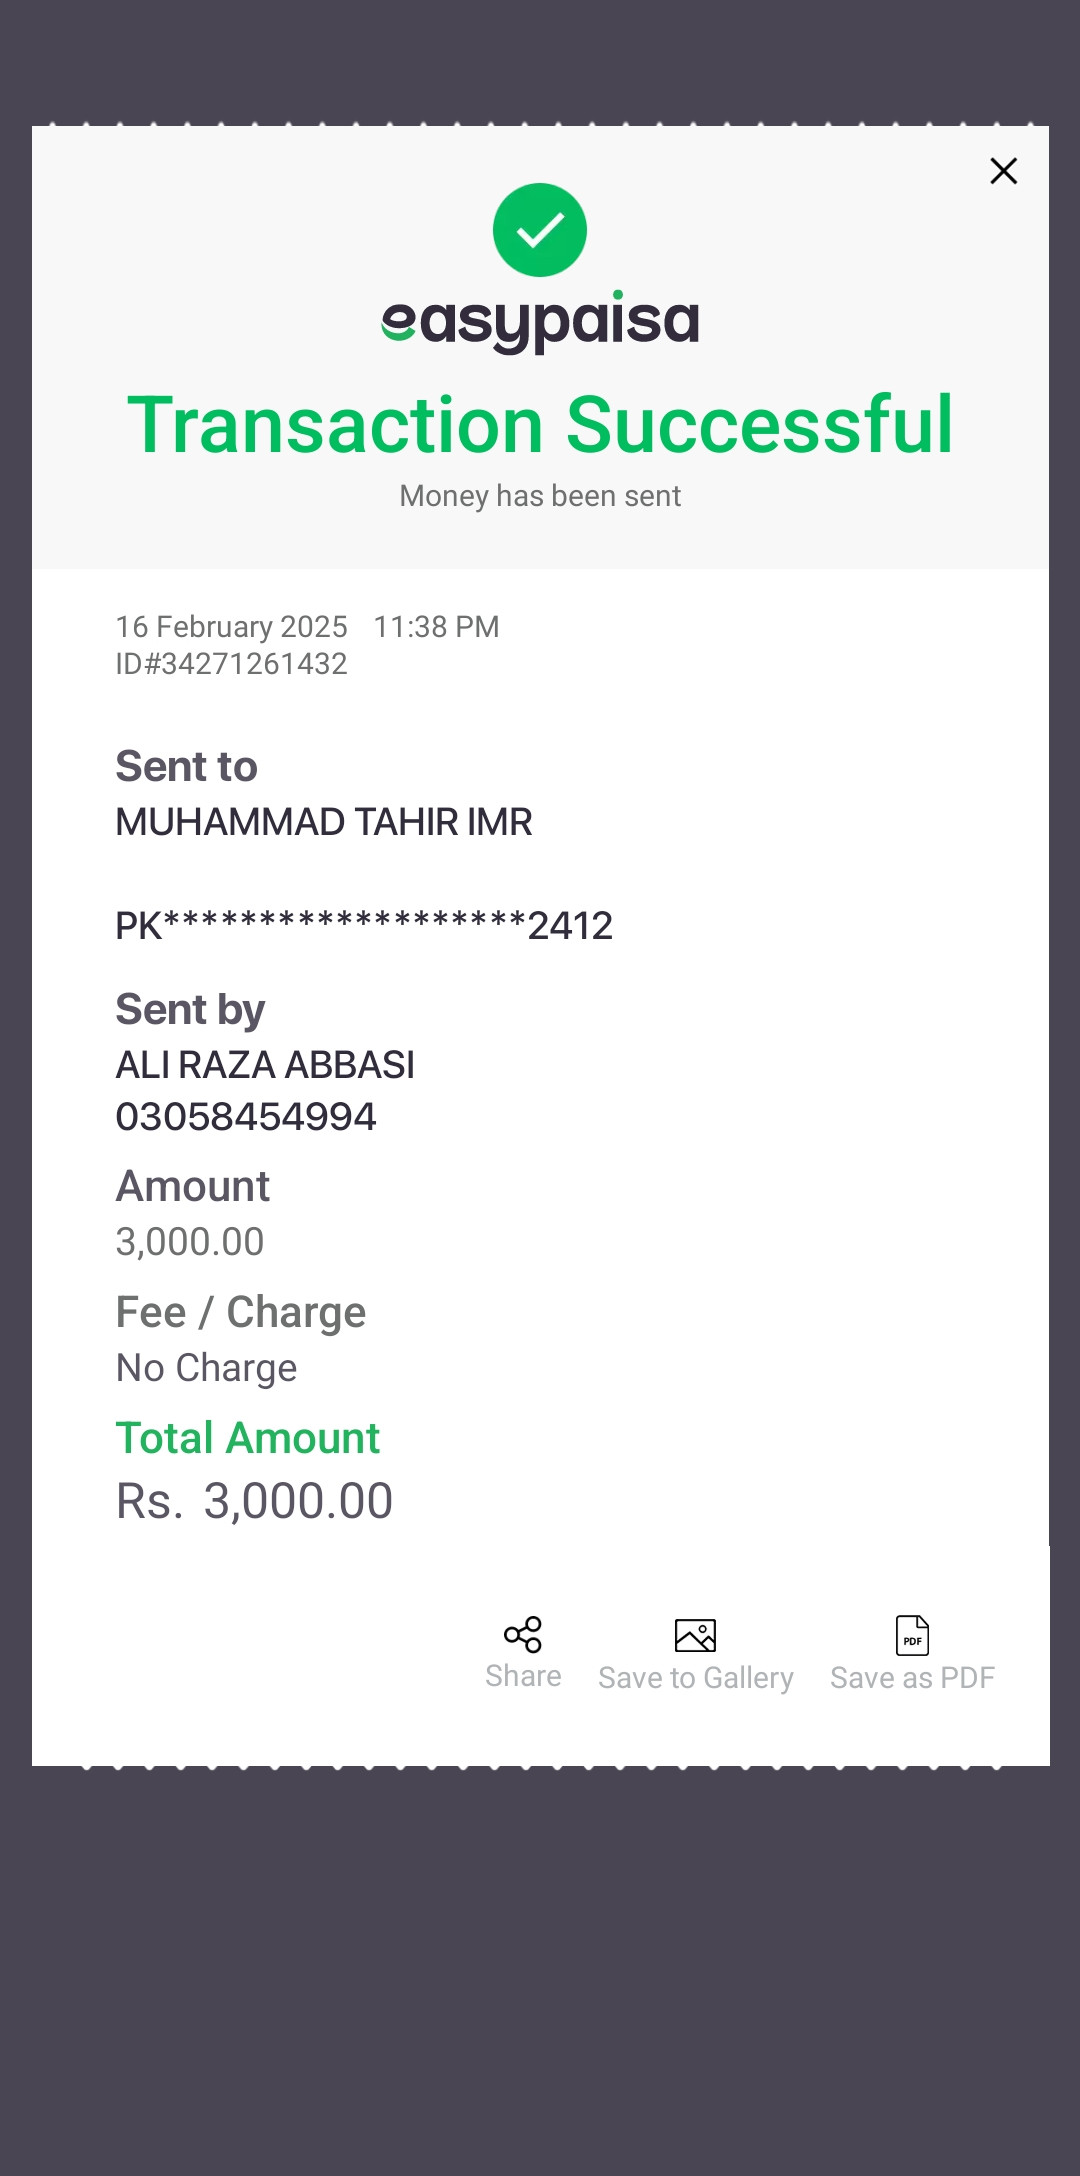 easypaisa
Transaction Successful
Money has been sent
16 February 2025 11:38 PM
ID#34271261432
Sent to
MUHAMMAD TAHIR IMR
PK*******************2412
Sent by
ALI RAZA ABBASI
03058454994
Amount
3,000.00
Fee / Charge
No Charge
Total Amount
Rs. 3,000.00
PDF
Share Save to Gallery Save as PDF